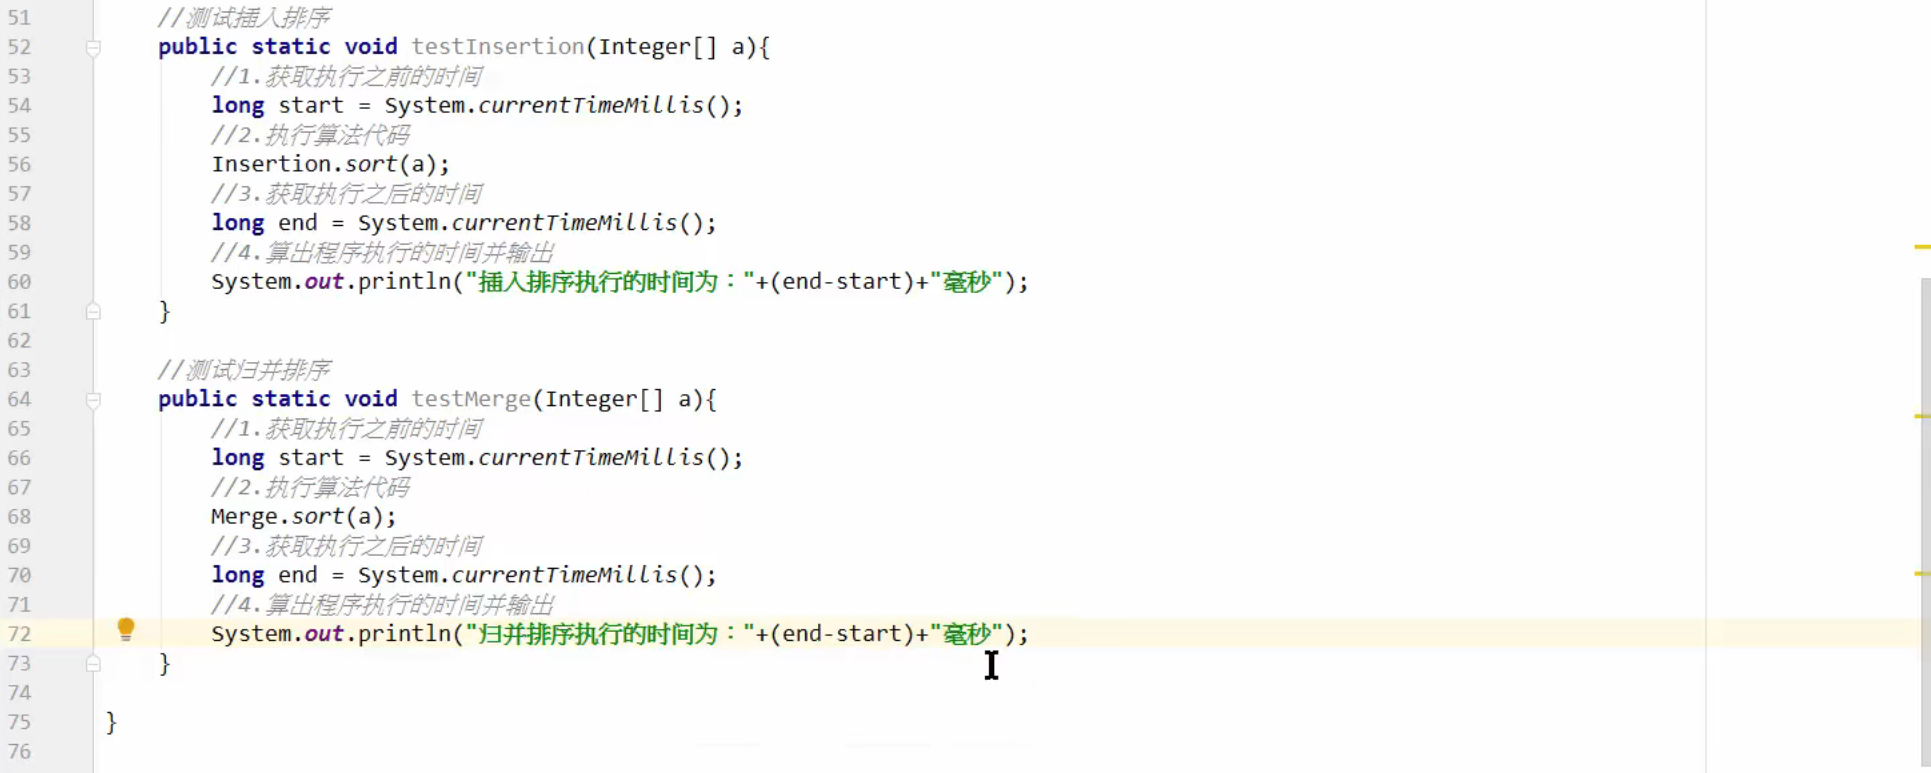 51 //测试插入排序
52 public static void testInsertion(Integer[] a){
53 //1.获取执行之前的时间
54 long start = System.currentTimeMillis();
55 //2.执行算法代码
56 Insertion.sort(a);
57 //3.获取执行之后的时间
58 long end = System.currentTimeMillis();
59 //4.算出程序执行的时间并输出
60 System.out.println("插入排序执行的时间为："+(end-start)+"毫秒");
61 }
62
63 //测试归并排序
64 public static void testMerge(Integer[] a){
65 //1.获取执行之前的时间
66 long start = System.currentTimeMillis();
67 //2.执行算法代码
68 Merge.sort(a);
69 //3.获取执行之后的时间
70 long end = System.currentTimeMillis();
71 //4.算出程序执行的时间并输出
72 System.out.println("归并排序执行的时间为："+(end-start)+"毫秒");
73 }
74
75 }
76